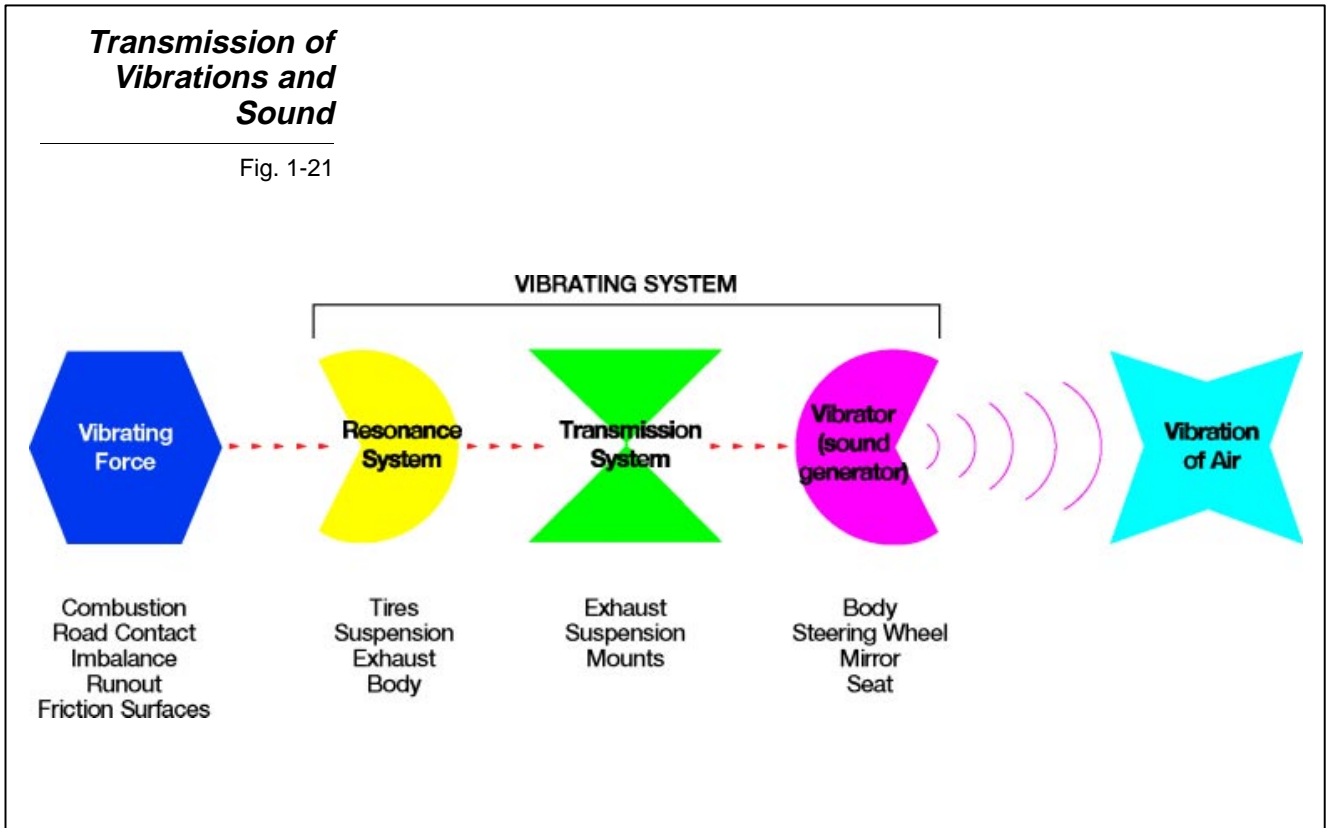 Transmission of
Vibrations and
Sound
Fig. 1-21
VIBRATING SYSTEM
Vibrating
Force
Resonance
System
Transmission
System
Vibrator
(sound
generator)
Vibration
of Air
Combustion
Road Contact
Imbalance
Runout
Friction Surfaces
Tires
Suspension
Exhaust
Body
Exhaust
Suspension
Mounts
Body
Steering Wheel
Mirror
Seat